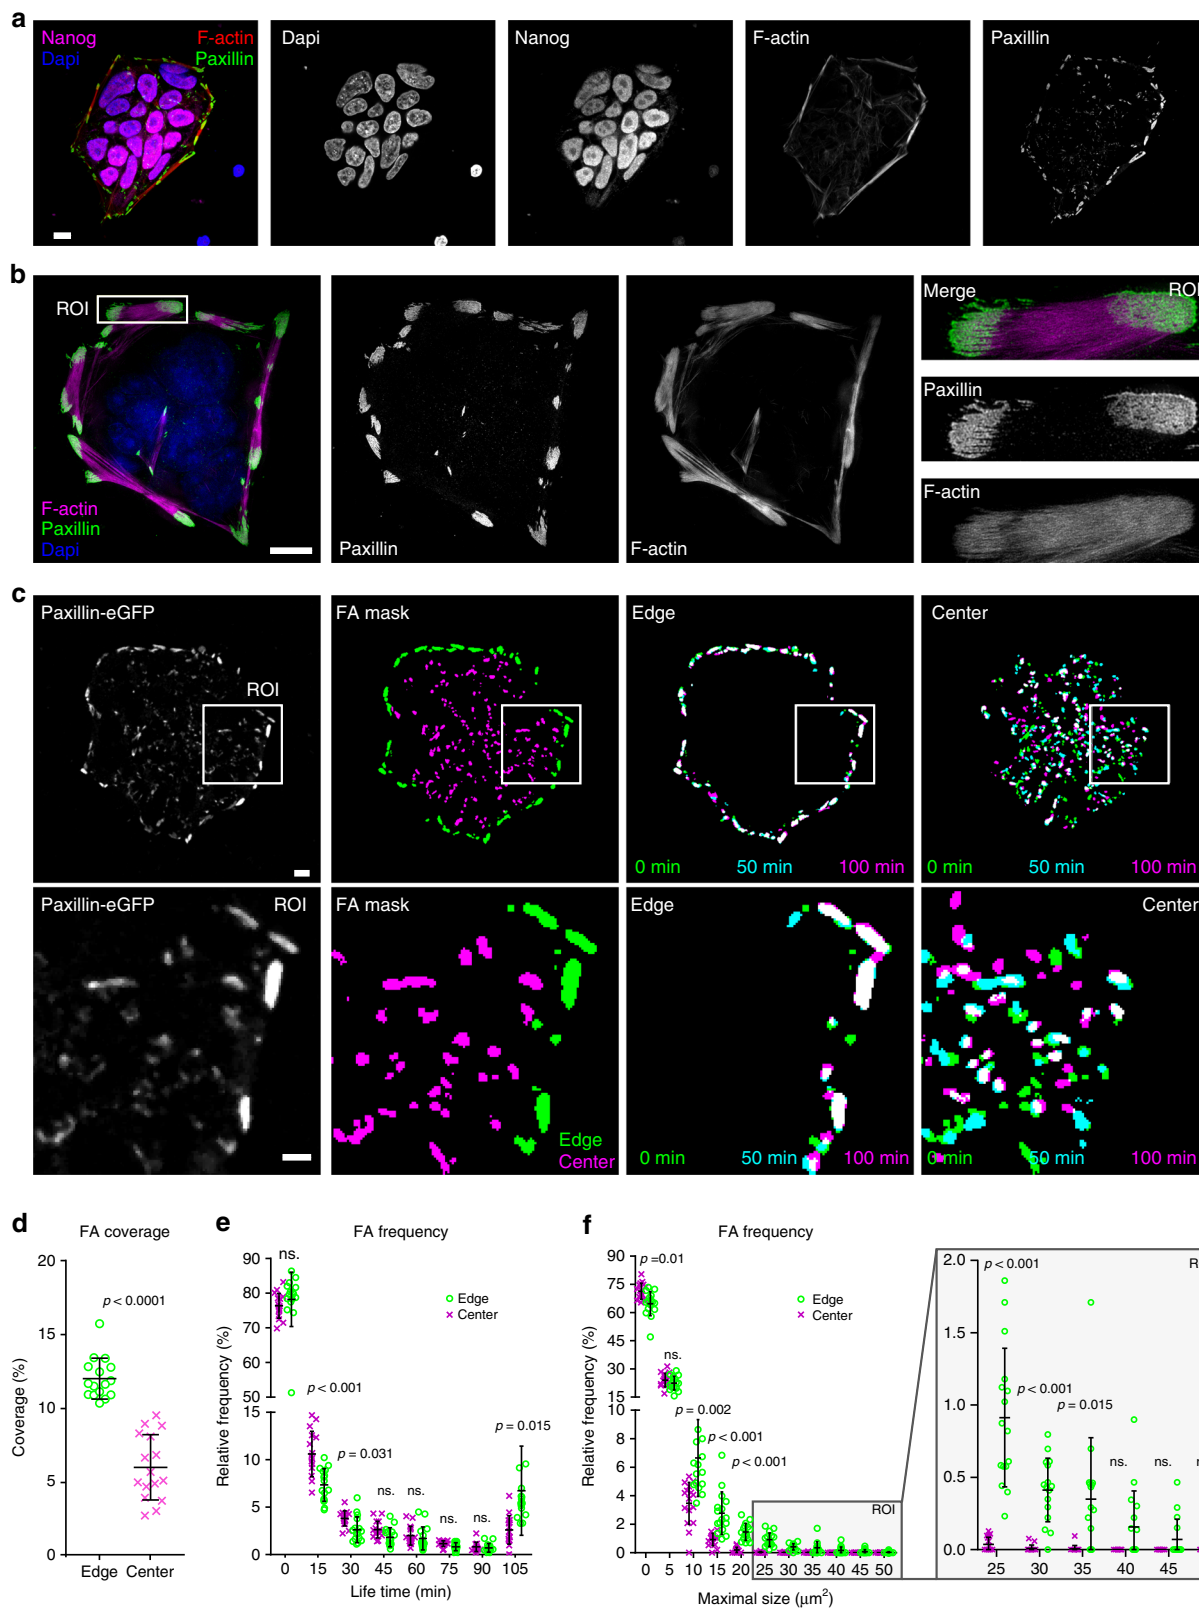 a
Nanog
F-actin
Dapi
Paxillin
Dapi
Nanog
F-actin
Paxillin
b
ROI
F-actin
Paxillin
Dapi
Paxillin
F-actin
Merge
ROI
Paxillin
F-actin
c
Paxillin-eGFP
ROI
FA mask
Edge
0 min 50 min 100 min
Center
0 min 50 min 100 min
Paxillin-eGFP ROI
FA mask
Edge
Center
Edge
0 min 50 min 100 min
Center
0 min 50 min 100 min
d
FA coverage
p < 0.0001
20
15
10
5
0
Coverage (%)
Edge Center
e
FA frequency
ns.
Edge
Center
p < 0.001
p = 0.031
ns.
ns.
ns.
ns.
p = 0.015
90
80
70
60
50
10
5
0
Relative frequency (%)
0 15 30 45 60 75 90 105
Life time (min)
f
FA frequency
p =0.01
ns.
p = 0.002
p < 0.001
p < 0.001
Edge
Center
ROI
90
75
60
45
30
15
10
8
6
4
2
0
Relative frequency (%)
0 5 10 15 20 25 30 35 40 45 50
Maximal size (μm²)
p < 0.001
p < 0.001
p = 0.015
ns.
ns.
2.0
1.5
1.0
0.5
0.0
25 30 35 40 45